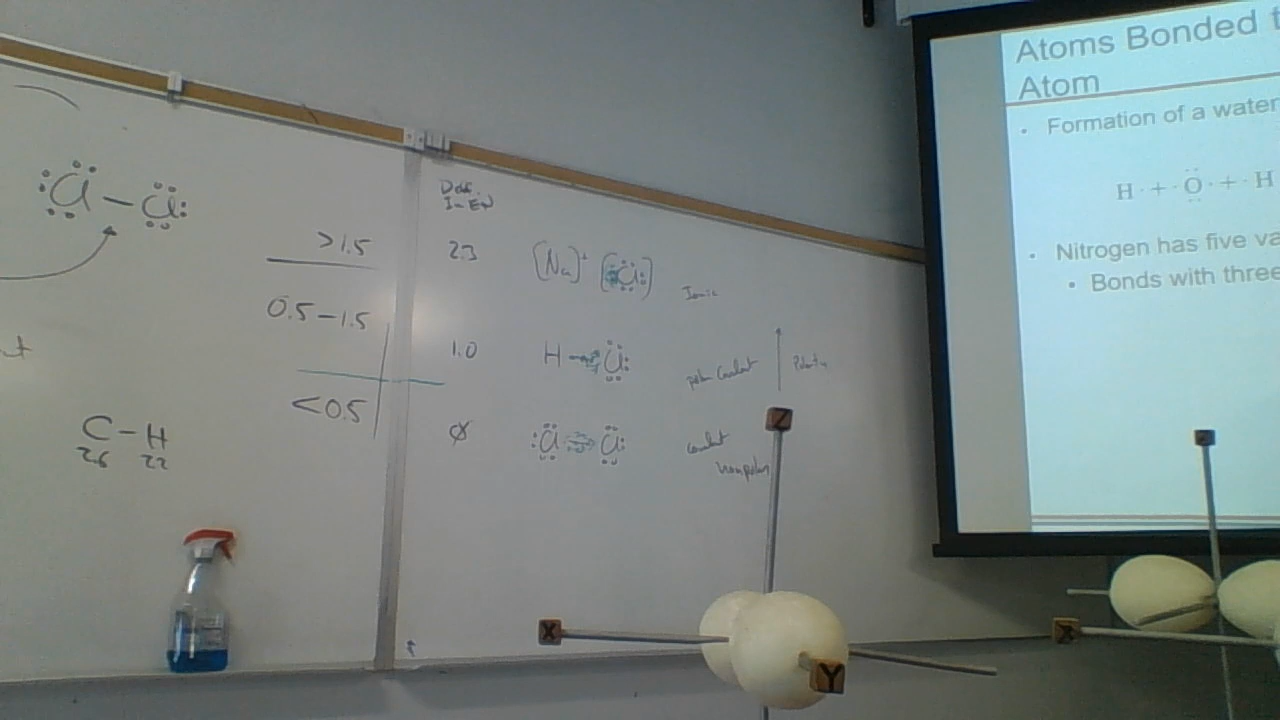 Cl — Cl
C - H
2.6 2.2
>1.5
0.5-1.5
<0.5
In EN
2.3 [Na]+ [Cl] Ionic
1.0 H Cl polar Covalent
Ø Cl Cl covalent
nonpolar
Z
X
Y
Atoms Bonded
Atom
• Formation of a water
H · + · O · + · H
• Nitrogen has five va
• Bonds with three
X